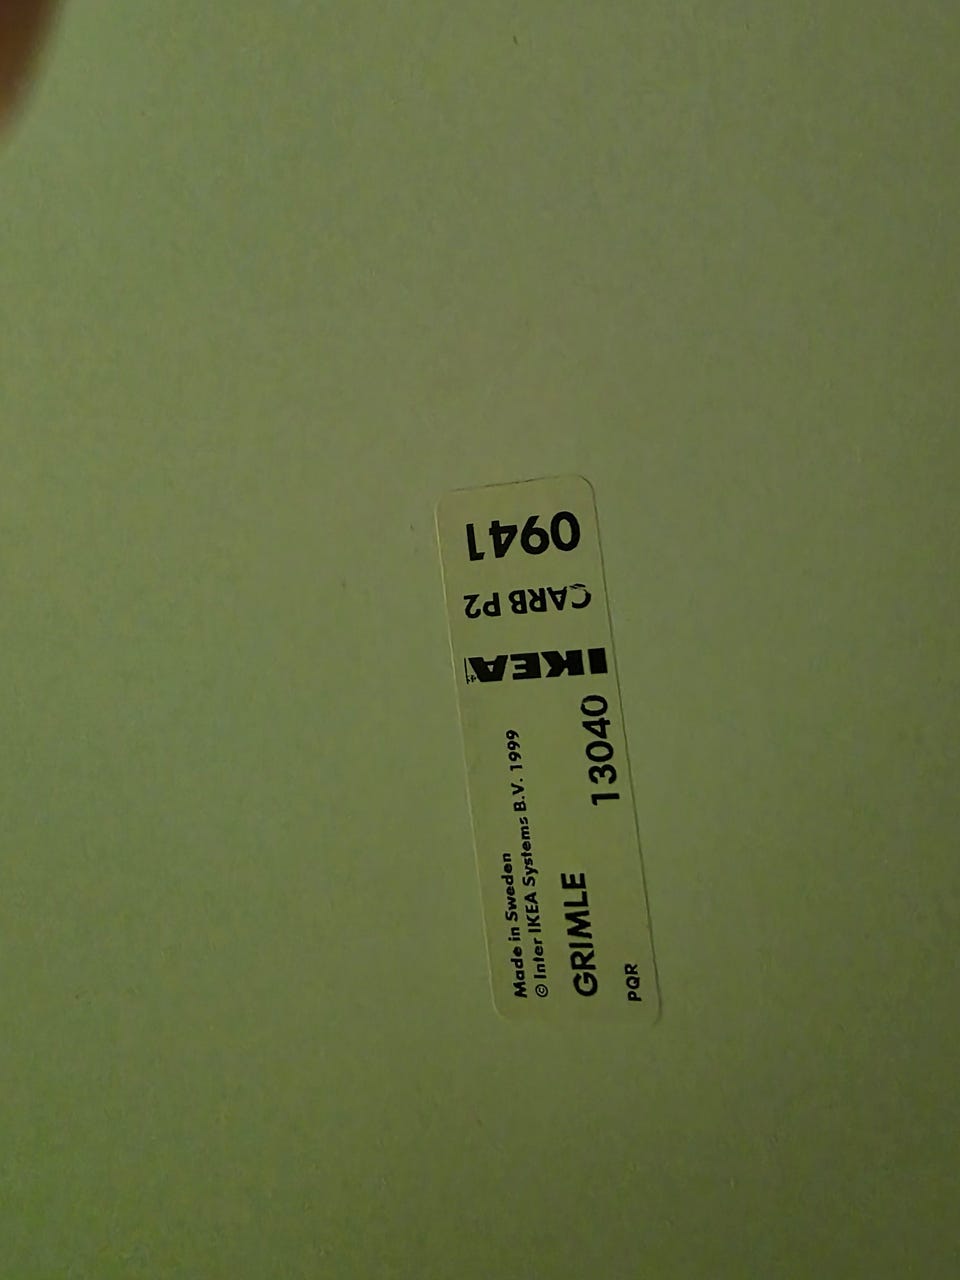 0941
CARB P2
IKEA
Made in Sweden
© Inter IKEA Systems B.V. 1999
GRIMLE
13040
PQR